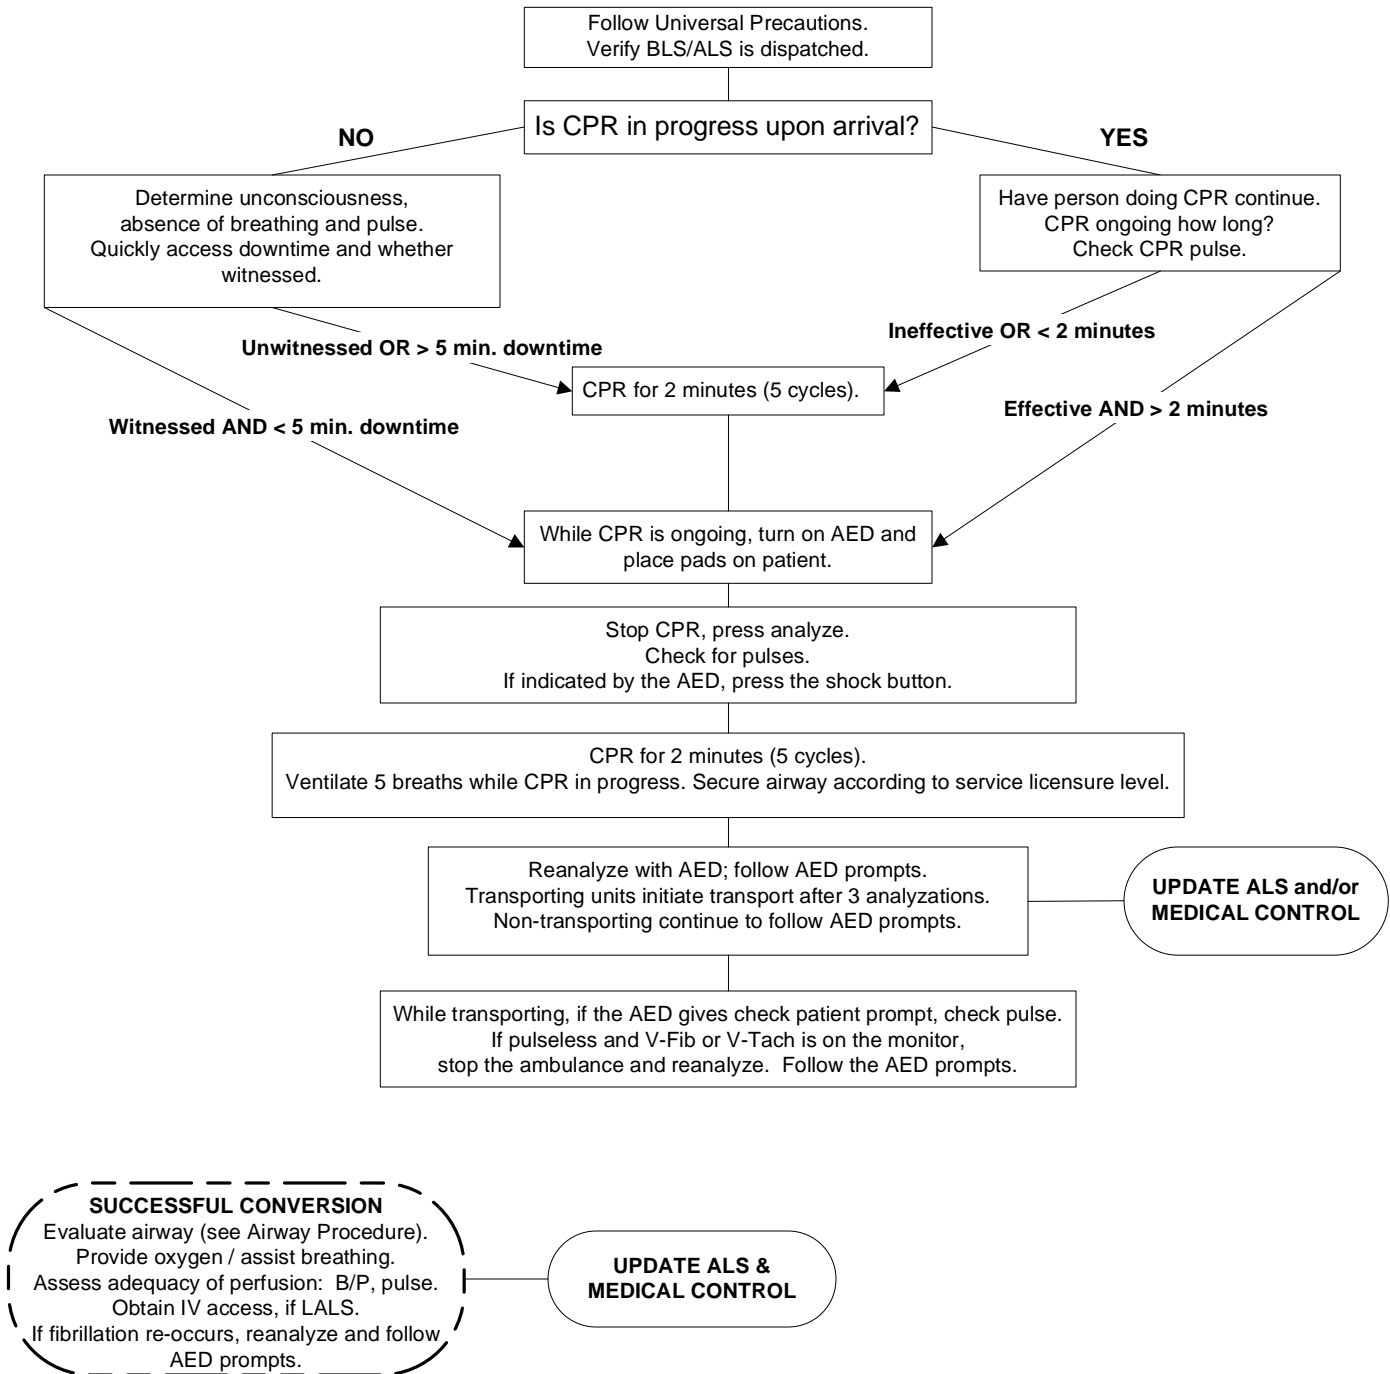 Follow Universal Precautions.
Verify BLS/ALS is dispatched.
Is CPR in progress upon arrival?
NO
YES
Determine unconsciousness,
absence of breathing and pulse.
Quickly access downtime and whether
witnessed.
Have person doing CPR continue.
CPR ongoing how long?
Check CPR pulse.
Unwitnessed OR > 5 min. downtime
Ineffective OR < 2 minutes
CPR for 2 minutes (5 cycles).
Witnessed AND < 5 min. downtime
Effective AND > 2 minutes
While CPR is ongoing, turn on AED and
place pads on patient.
Stop CPR, press analyze.
Check for pulses.
If indicated by the AED, press the shock button.
CPR for 2 minutes (5 cycles).
Ventilate 5 breaths while CPR in progress. Secure airway according to service licensure level.
Reanalyze with AED; follow AED prompts.
Transporting units initiate transport after 3 analyzations.
Non-transporting continue to follow AED prompts.
UPDATE ALS and/or
MEDICAL CONTROL
While transporting, if the AED gives check patient prompt, check pulse.
If pulseless and V-Fib or V-Tach is on the monitor,
stop the ambulance and reanalyze.  Follow the AED prompts.
SUCCESSFUL CONVERSION
Evaluate airway (see Airway Procedure).
Provide oxygen / assist breathing.
Assess adequacy of perfusion:  B/P, pulse.
Obtain IV access, if LALS.
If fibrillation re-occurs, reanalyze and follow
AED prompts.
UPDATE ALS &
MEDICAL CONTROL